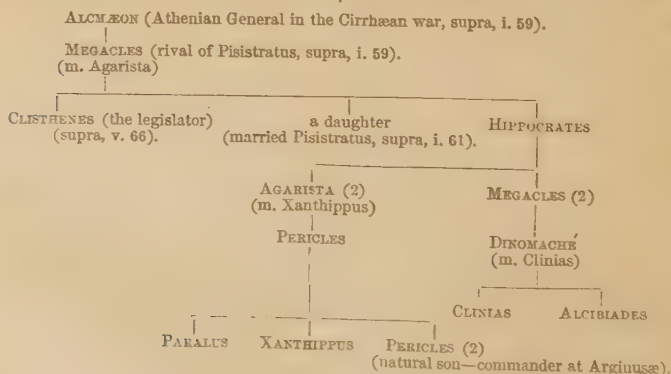 ALCMÆON (Athenian General in the Cirrhæan war, supra, i. 59).
MEGACLES (rival of Pisistratus, supra, i. 59).
(m. Agarista)
CLISTHENES (the legislator)
(supra, v. 66).
a daughter
(married Pisistratus, supra, i. 61).
HIPPOCRATES
AGARISTA (2)
(m. Xanthippus)
MEGACLES (2)
PERICLES
DINOMACHÉ
(m. Clinias)
CLINIAS ALCIBIADES
PARALUS XANTHIPPUS PERICLES (2)
(natural son—commander at Arginusæ)